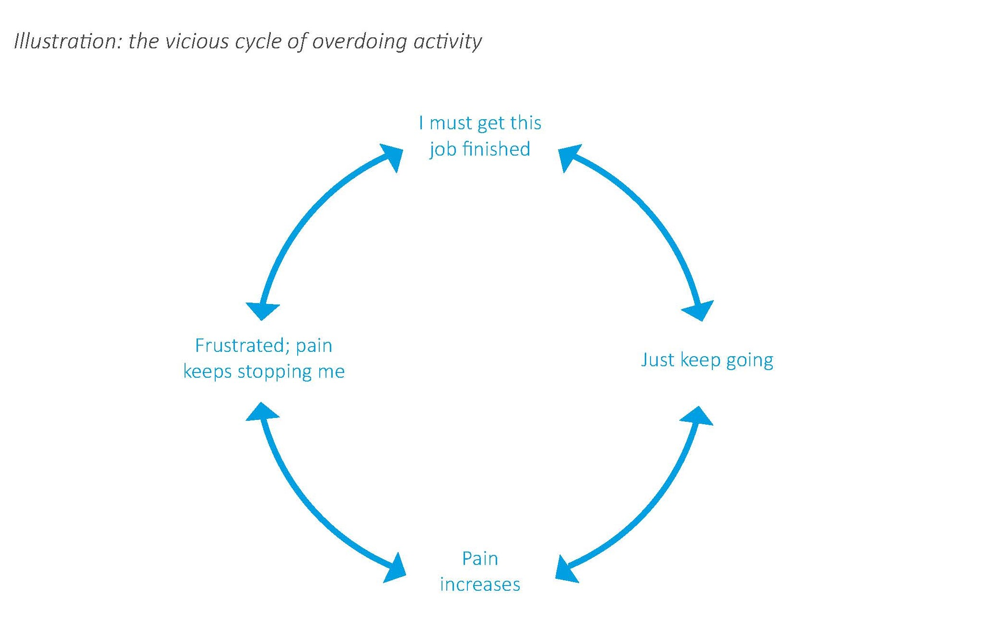 Illustration: the vicious cycle of overdoing activity
I must get this
job finished
Frustrated; pain
keeps stopping me
Just keep going
Pain
increases